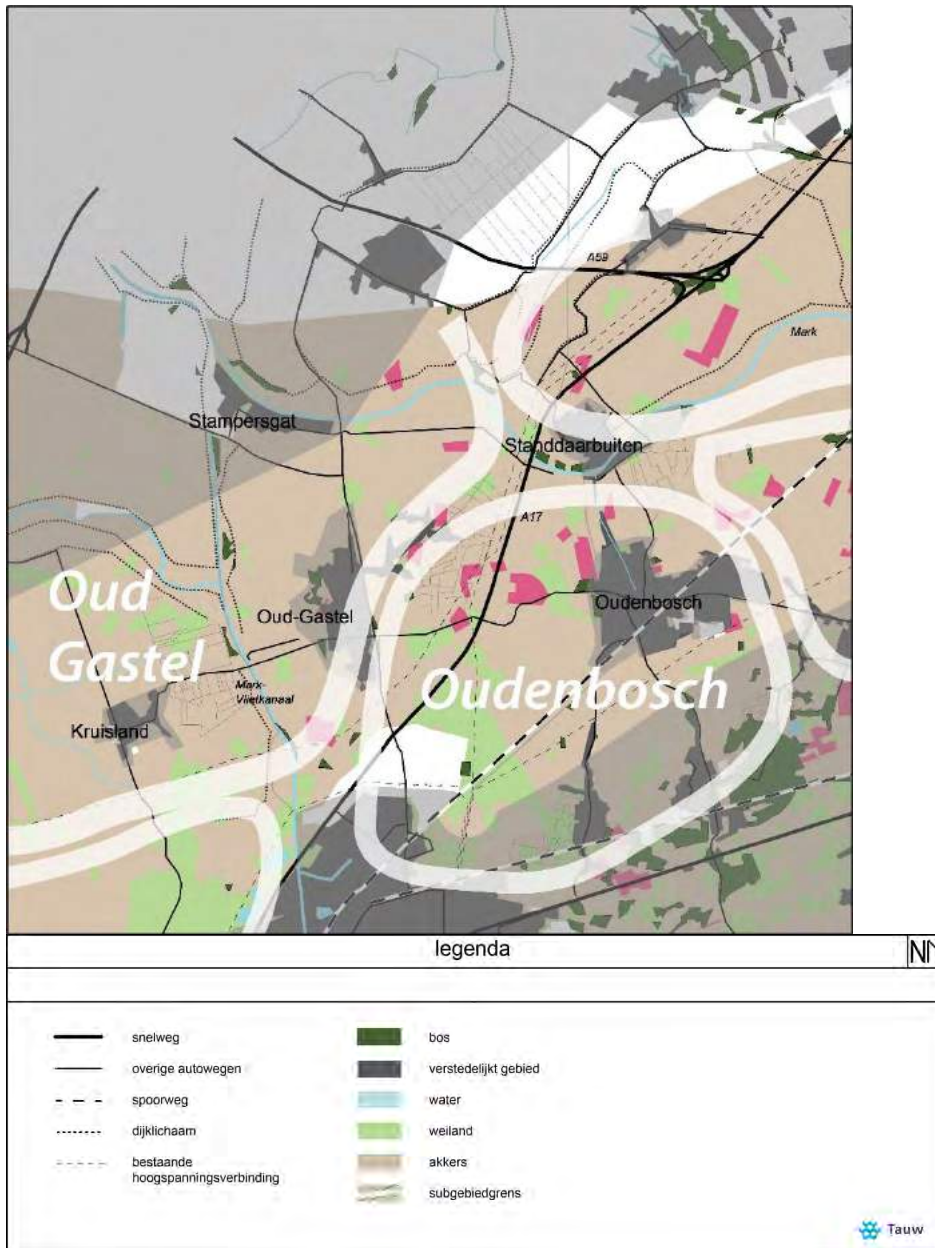 A59
Mark
Stampersgat
Standdaarbuiten
A17
Oud
Gastel
Oud-Gastel
Oudenbosch
Mark-
Vlietkanaal
Oudenbosch
Kruisland
legenda
N
snelweg
overige autowegen
spoorweg
dijklichaam
bestaande
hoogspanningsverbinding
bos
verstedelijkt gebied
water
weiland
akkers
subgebiedgrens
Tauw